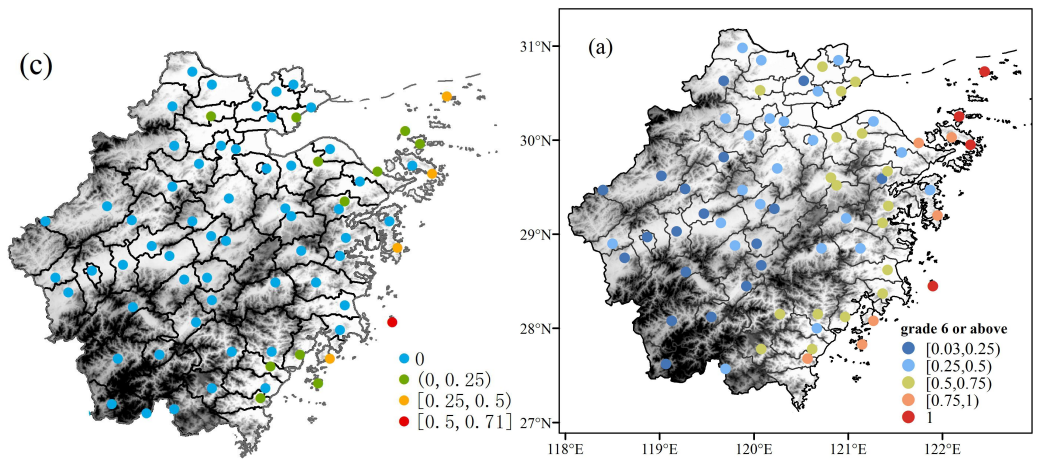 (c)
0
(0, 0.25)
[0.25, 0.5)
[0.5, 0.71]
(a)
31°N
30°N
29°N
28°N
27°N
grade 6 or above
[0.03,0.25)
[0.25,0.5)
[0.5,0.75)
[0.75,1)
1
118°E 119°E 120°E 121°E 122°E